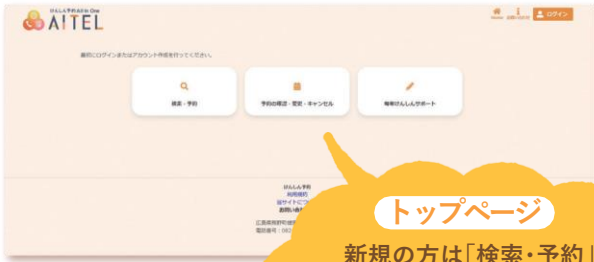 けんしん予約 All in One
AITEL
Home
ログイン
最初にログインまたはアカウント作成を行ってください。
検索・予約
予約の確認・変更・キャンセル
けんしんサポート
けんしん予約
利用規約
トップページ
新規の方は「検索・予約」